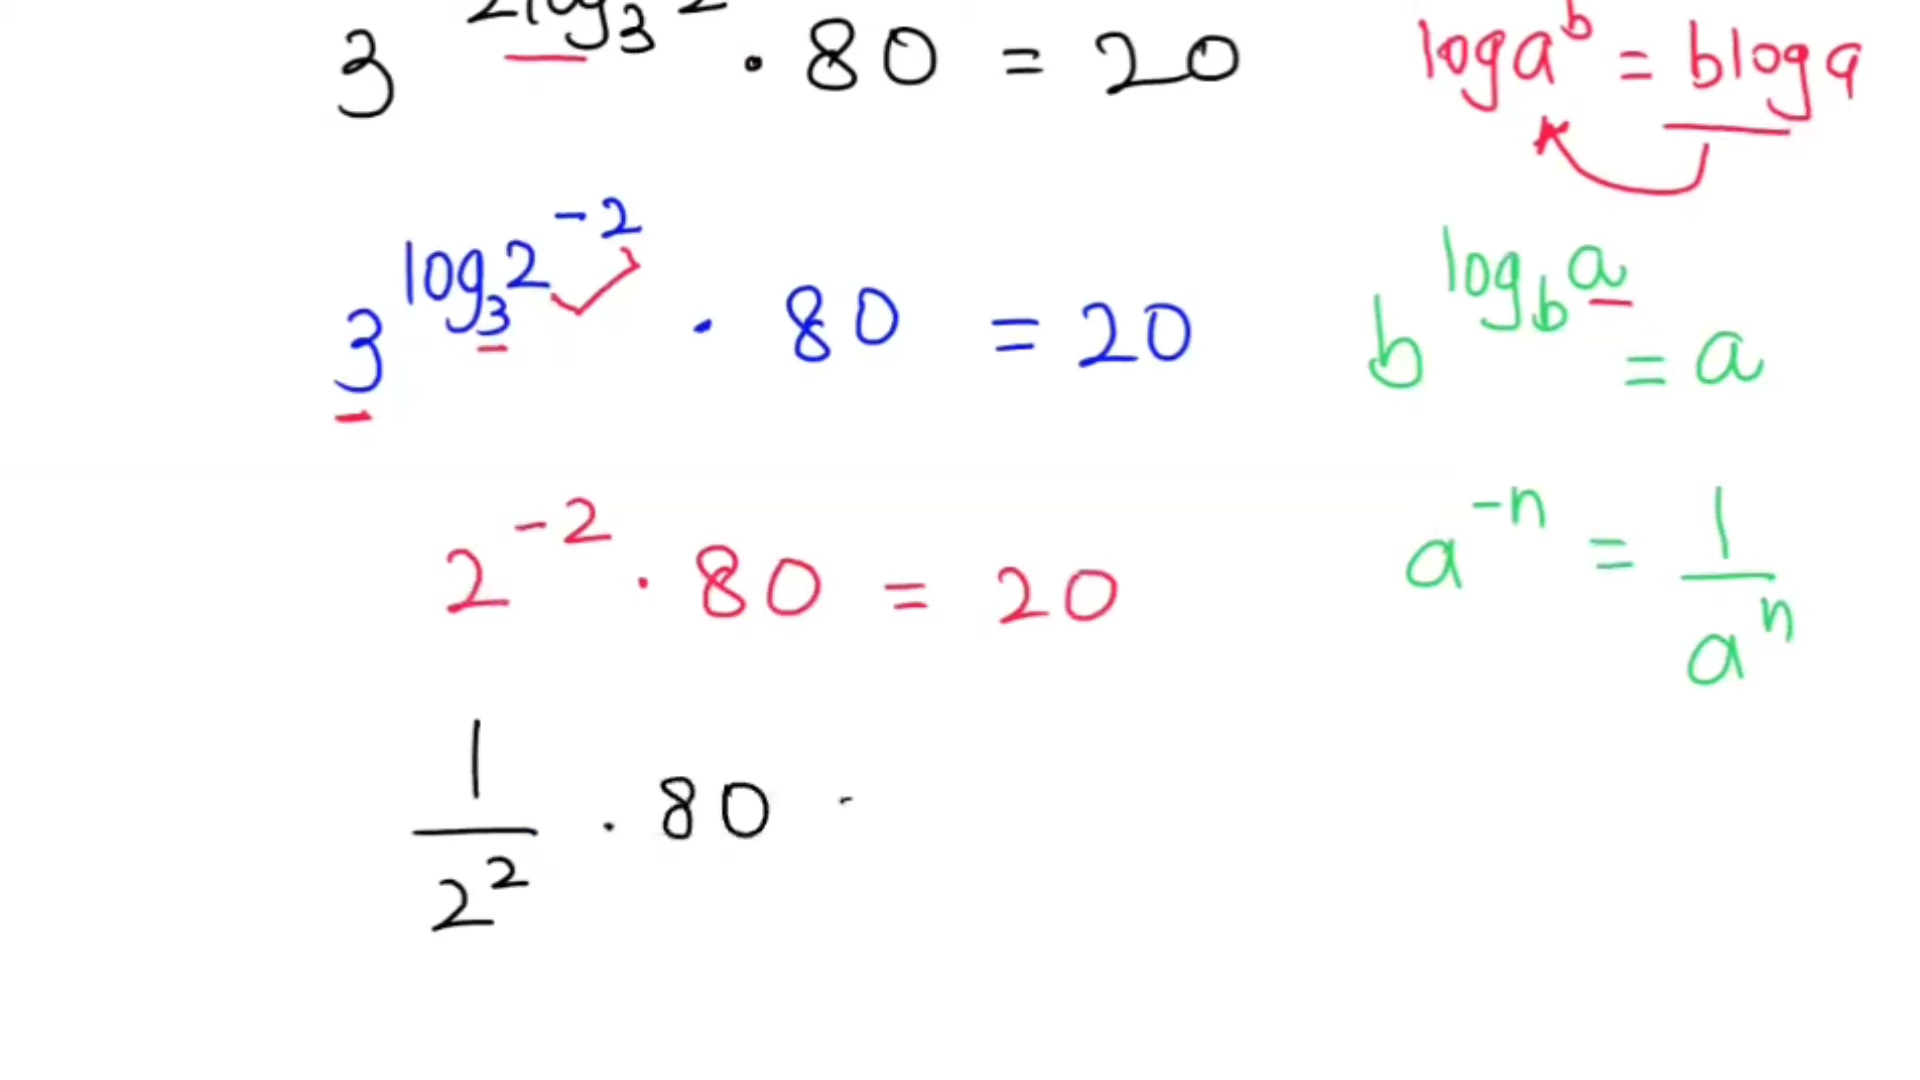 3^{2log_3 2} · 80 = 20
log a^b = b log a
3^{log_3 2^{-2}} · 80 = 20
b^{log_b a} = a
2^{-2} · 80 = 20
a^{-n} = 1/a^n
1/2^2 · 80